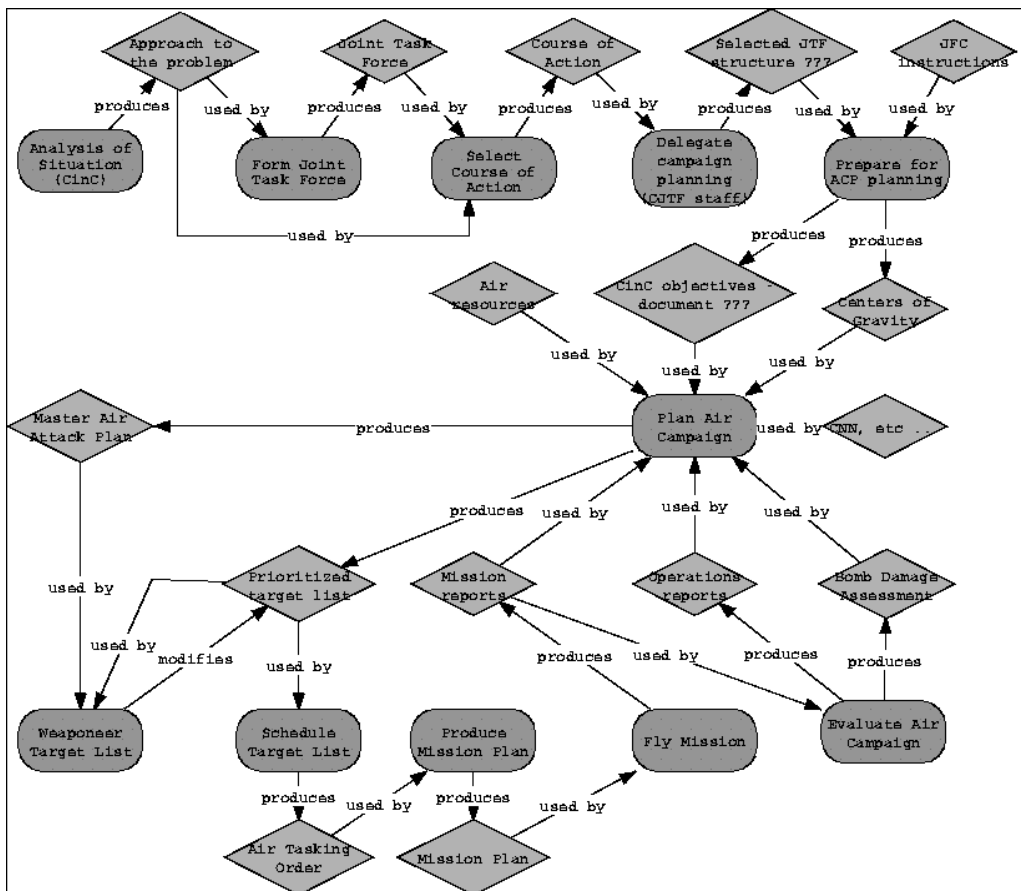 Approach to
the problem
Joint Task
Force
Course of
Action
Selected JTF
structure ???
JFC
instructions
produces
used by
produces
used by
produces
used by
produces
used by
used by
Analysis of
Situation
(CinC)
Form Joint
Task Force
Select
Course of
Action
Delegate
campaign
planning
(CJTF staff)
Prepare for
ACP planning
used by
produces
produces
Air
resources
CinC objectives -
document ???
Centers of
Gravity
used by
used by
used by
Master Air
Attack Plan
produces
Plan Air
Campaign
used by
CNN, etc ..
produces
used by
used by
used by
used by
Prioritized
target list
Mission
reports
Operations
reports
Bomb Damage
Assessment
used by
modifies
used by
produces
used by
produces
produces
Weaponeer
Target List
Schedule
Target List
Produce
Mission Plan
Fly Mission
Evaluate Air
Campaign
produces
used by
produces
used by
Air Tasking
Order
Mission Plan